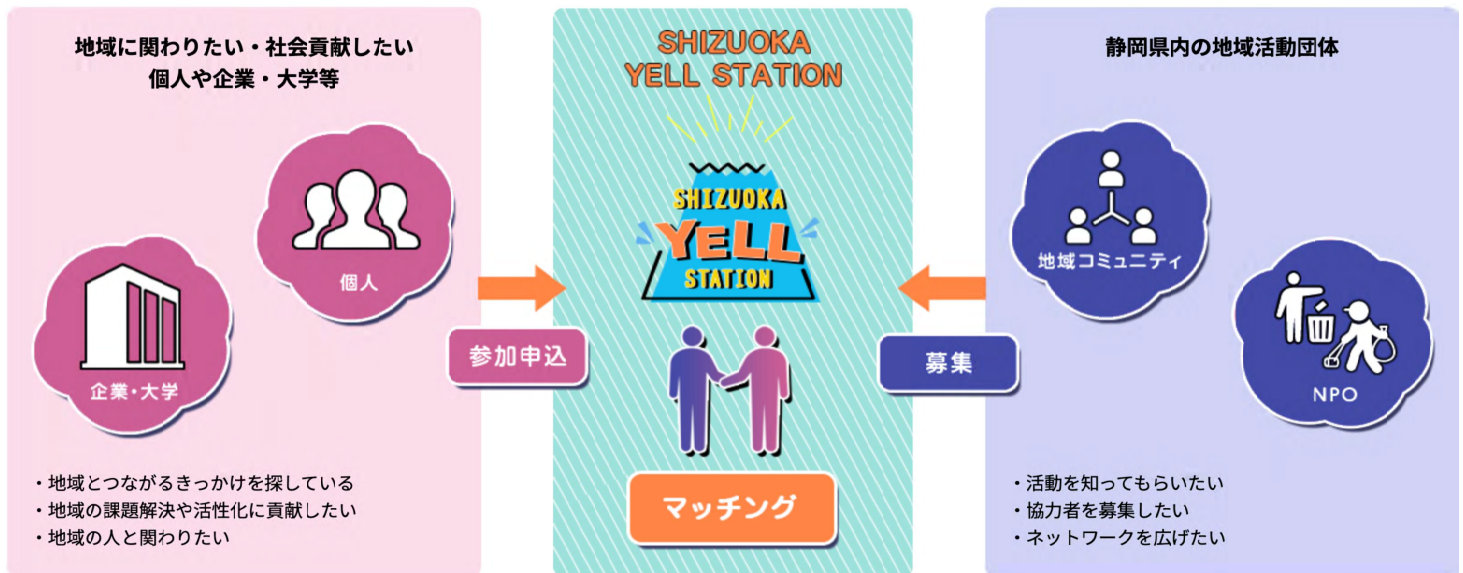 地域に関わりたい・社会貢献したい
個人や企業・大学等
個人
企業・大学
・地域とつながるきっかけを探している
・地域の課題解決や活性化に貢献したい
・地域の人と関わりたい
参加申込
SHIZUOKA
YELL STATION
SHIZUOKA
YELL
STATION
マッチング
募集
静岡県内の地域活動団体
地域コミュニティ
NPO
・活動を知ってもらいたい
・協力者を募集したい
・ネットワークを広げたい